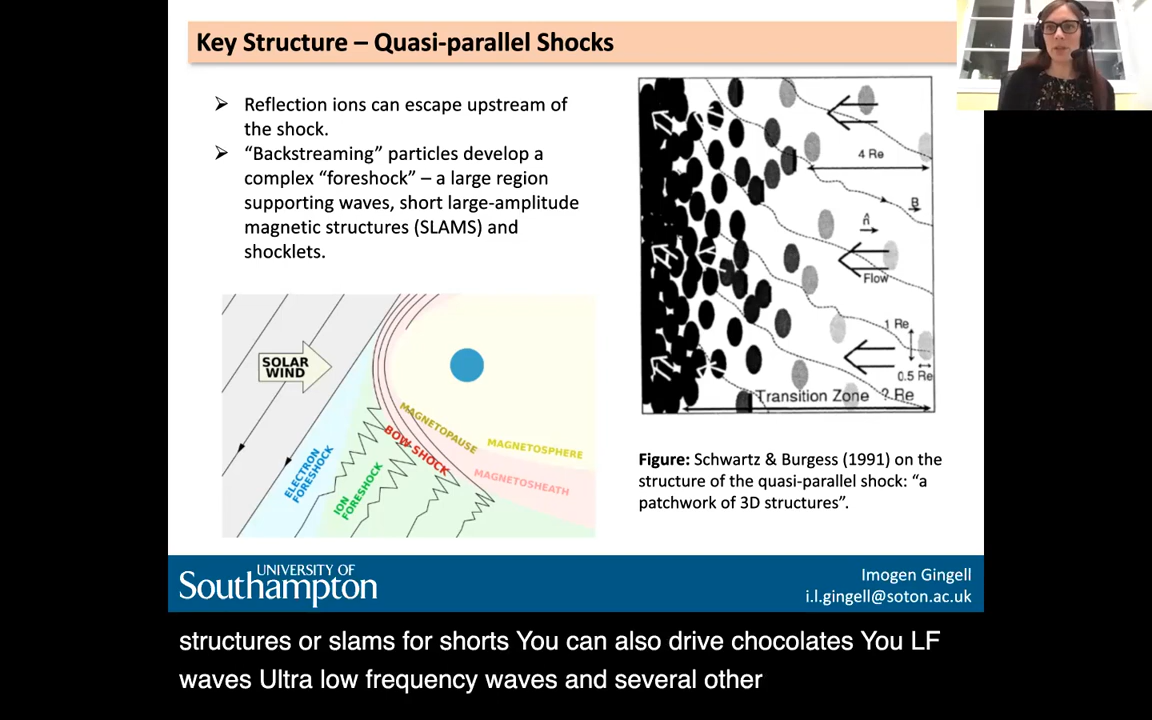 Key Structure – Quasi-parallel Shocks
➢ Reflection ions can escape upstream of
the shock.
➢ “Backstreaming” particles develop a
complex “foreshock” – a large region
supporting waves, short large-amplitude
magnetic structures (SLAMS) and
shocklets.
SOLAR
WIND
ELECTRON
FORESHOCK
ION
FORESHOCK
BOW-SHOCK
MAGNETOPAUSE
MAGNETOSPHERE
MAGNETOSHEATH
4 Re
B
n̂
Flow
1 Re
0.5 Re
Transition Zone ? Re
Figure: Schwartz & Burgess (1991) on the
structure of the quasi-parallel shock: “a
patchwork of 3D structures”.
UNIVERSITY OF
Southampton
Imogen Gingell
i.l.gingell@soton.ac.uk
structures or slams for shorts You can also drive chocolates You LF
waves Ultra low frequency waves and several other